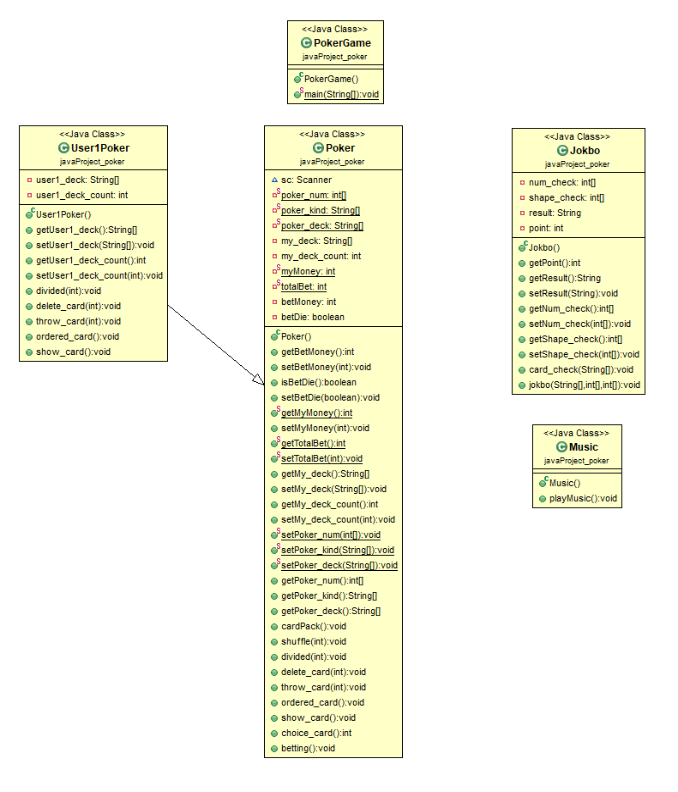 <<Java Class>>
PokerGame
javaProject_poker
PokerGame()
main(String[]):void
<<Java Class>>
User1Poker
javaProject_poker
user1_deck: String[]
user1_deck_count: int
User1Poker()
getUser1_deck():String[]
setUser1_deck(String[]):void
getUser1_deck_count():int
setUser1_deck_count(int):void
divided(int):void
delete_card(int):void
throw_card(int):void
ordered_card():void
show_card():void
<<Java Class>>
Poker
javaProject_poker
sc: Scanner
poker_num: int[]
poker_kind: String[]
poker_deck: String[]
my_deck: String[]
my_deck_count: int
myMoney: int
totalBet: int
betMoney: int
betDie: boolean
Poker()
getBetMoney():int
setBetMoney(int):void
isBetDie():boolean
setBetDie(boolean):void
getMyMoney():int
setMyMoney(int):void
getTotalBet():int
setTotalBet(int):void
getMy_deck():String[]
setMy_deck(String[]):void
getMy_deck_count():int
setMy_deck_count(int):void
setPoker_num(int[]):void
setPoker_kind(String[]):void
setPoker_deck(String[]):void
getPoker_num():int[]
getPoker_kind():String[]
getPoker_deck():String[]
cardPack():void
shuffle(int):void
divided(int):void
delete_card(int):void
throw_card(int):void
ordered_card():void
show_card():void
choice_card():int
betting():void
<<Java Class>>
Jokbo
javaProject_poker
num_check: int[]
shape_check: int[]
result: String
point: int
Jokbo()
getPoint():int
getResult():String
setResult(String):void
getNum_check():int[]
setNum_check(int[]):void
getShape_check():int[]
setShape_check(int[]):void
card_check(String[]):void
jokbo(String[],int[],int[]):void
<<Java Class>>
Music
javaProject_poker
Music()
playMusic():void